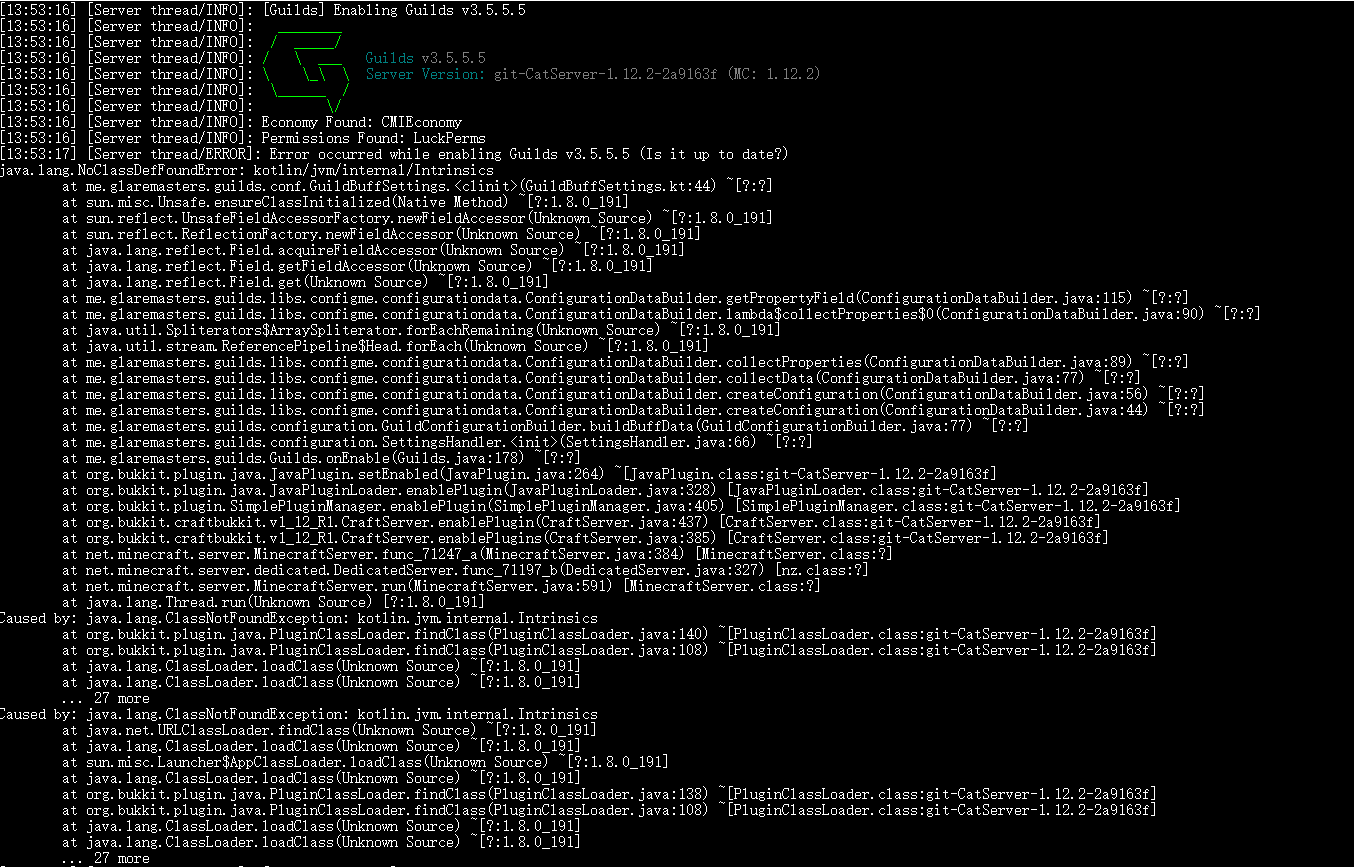 [13:53:16] [Server thread/INFO]: [Guilds] Enabling Guilds v3.5.5.5
[13:53:16] [Server thread/INFO]:
[13:53:16] [Server thread/INFO]:
[13:53:16] [Server thread/INFO]: Guilds v3.5.5.5
[13:53:16] [Server thread/INFO]: Server Version: git-CatServer-1.12.2-2a9163f (MC: 1.12.2)
[13:53:16] [Server thread/INFO]:
[13:53:16] [Server thread/INFO]:
[13:53:16] [Server thread/INFO]: Economy Found: CMIEconomy
[13:53:16] [Server thread/INFO]: Permissions Found: LuckPerms
[13:53:17] [Server thread/ERROR]: Error occurred while enabling Guilds v3.5.5.5 (Is it up to date?)
java.lang.NoClassDefFoundError: kotlin/jvm/internal/Intrinsics
at me.glaremasters.guilds.conf.GuildBuffSettings.<clinit>(GuildBuffSettings.kt:44) ~[?:?]
at sun.misc.Unsafe.ensureClassInitialized(Native Method) ~[?:1.8.0_191]
at sun.reflect.UnsafeFieldAccessorFactory.newFieldAccessor(Unknown Source) ~[?:1.8.0_191]
at sun.reflect.ReflectionFactory.newFieldAccessor(Unknown Source) ~[?:1.8.0_191]
at java.lang.reflect.Field.acquireFieldAccessor(Unknown Source) ~[?:1.8.0_191]
at java.lang.reflect.Field.getFieldAccessor(Unknown Source) ~[?:1.8.0_191]
at java.lang.reflect.Field.get(Unknown Source) ~[?:1.8.0_191]
at me.glaremasters.guilds.libs.configme.configurationdata.ConfigurationDataBuilder.getPropertyField(ConfigurationDataBuilder.java:115) ~[?:?]
at me.glaremasters.guilds.libs.configme.configurationdata.ConfigurationDataBuilder.lambda$collectProperties$0(ConfigurationDataBuilder.java:90) ~[?:?]
at java.util.Spliterators$ArraySpliterator.forEachRemaining(Unknown Source) ~[?:1.8.0_191]
at java.util.stream.ReferencePipeline$Head.forEach(Unknown Source) ~[?:1.8.0_191]
at me.glaremasters.guilds.libs.configme.configurationdata.ConfigurationDataBuilder.collectProperties(ConfigurationDataBuilder.java:89) ~[?:?]
at me.glaremasters.guilds.libs.configme.configurationdata.ConfigurationDataBuilder.collectData(ConfigurationDataBuilder.java:77) ~[?:?]
at me.glaremasters.guilds.libs.configme.configurationdata.ConfigurationDataBuilder.createConfiguration(ConfigurationDataBuilder.java:56) ~[?:?]
at me.glaremasters.guilds.libs.configme.configurationdata.ConfigurationDataBuilder.createConfiguration(ConfigurationDataBuilder.java:44) ~[?:?]
at me.glaremasters.guilds.configuration.GuildConfigurationBuilder.buildBuffData(GuildConfigurationBuilder.java:77) ~[?:?]
at me.glaremasters.guilds.configuration.SettingsHandler.<init>(SettingsHandler.java:66) ~[?:?]
at me.glaremasters.guilds.Guilds.onEnable(Guilds.java:178) ~[?:?]
at org.bukkit.plugin.java.JavaPlugin.setEnabled(JavaPlugin.java:264) ~[JavaPlugin.class:git-CatServer-1.12.2-2a9163f]
at org.bukkit.plugin.java.JavaPluginLoader.enablePlugin(JavaPluginLoader.java:328) [JavaPluginLoader.class:git-CatServer-1.12.2-2a9163f]
at org.bukkit.plugin.SimplePluginManager.enablePlugin(SimplePluginManager.java:405) [SimplePluginManager.class:git-CatServer-1.12.2-2a9163f]
at org.bukkit.craftbukkit.v1_12_R1.CraftServer.enablePlugin(CraftServer.java:437) [CraftServer.class:git-CatServer-1.12.2-2a9163f]
at org.bukkit.craftbukkit.v1_12_R1.CraftServer.enablePlugins(CraftServer.java:385) [CraftServer.class:git-CatServer-1.12.2-2a9163f]
at net.minecraft.server.MinecraftServer.func_71247_a(MinecraftServer.java:384) [MinecraftServer.class:?]
at net.minecraft.server.dedicated.DedicatedServer.func_71197_b(DedicatedServer.java:327) [nz.class:?]
at net.minecraft.server.MinecraftServer.run(MinecraftServer.java:591) [MinecraftServer.class:?]
at java.lang.Thread.run(Unknown Source) [?:1.8.0_191]
Caused by: java.lang.ClassNotFoundException: kotlin.jvm.internal.Intrinsics
at org.bukkit.plugin.java.PluginClassLoader.findClass(PluginClassLoader.java:140) ~[PluginClassLoader.class:git-CatServer-1.12.2-2a9163f]
at org.bukkit.plugin.java.PluginClassLoader.findClass(PluginClassLoader.java:108) ~[PluginClassLoader.class:git-CatServer-1.12.2-2a9163f]
at java.lang.ClassLoader.loadClass(Unknown Source) ~[?:1.8.0_191]
at java.lang.ClassLoader.loadClass(Unknown Source) ~[?:1.8.0_191]
... 27 more
Caused by: java.lang.ClassNotFoundException: kotlin.jvm.internal.Intrinsics
at java.net.URLClassLoader.findClass(Unknown Source) ~[?:1.8.0_191]
at java.lang.ClassLoader.loadClass(Unknown Source) ~[?:1.8.0_191]
at sun.misc.Launcher$AppClassLoader.loadClass(Unknown Source) ~[?:1.8.0_191]
at java.lang.ClassLoader.loadClass(Unknown Source) ~[?:1.8.0_191]
at org.bukkit.plugin.java.PluginClassLoader.findClass(PluginClassLoader.java:138) ~[PluginClassLoader.class:git-CatServer-1.12.2-2a9163f]
at org.bukkit.plugin.java.PluginClassLoader.findClass(PluginClassLoader.java:108) ~[PluginClassLoader.class:git-CatServer-1.12.2-2a9163f]
at java.lang.ClassLoader.loadClass(Unknown Source) ~[?:1.8.0_191]
at java.lang.ClassLoader.loadClass(Unknown Source) ~[?:1.8.0_191]
... 27 more